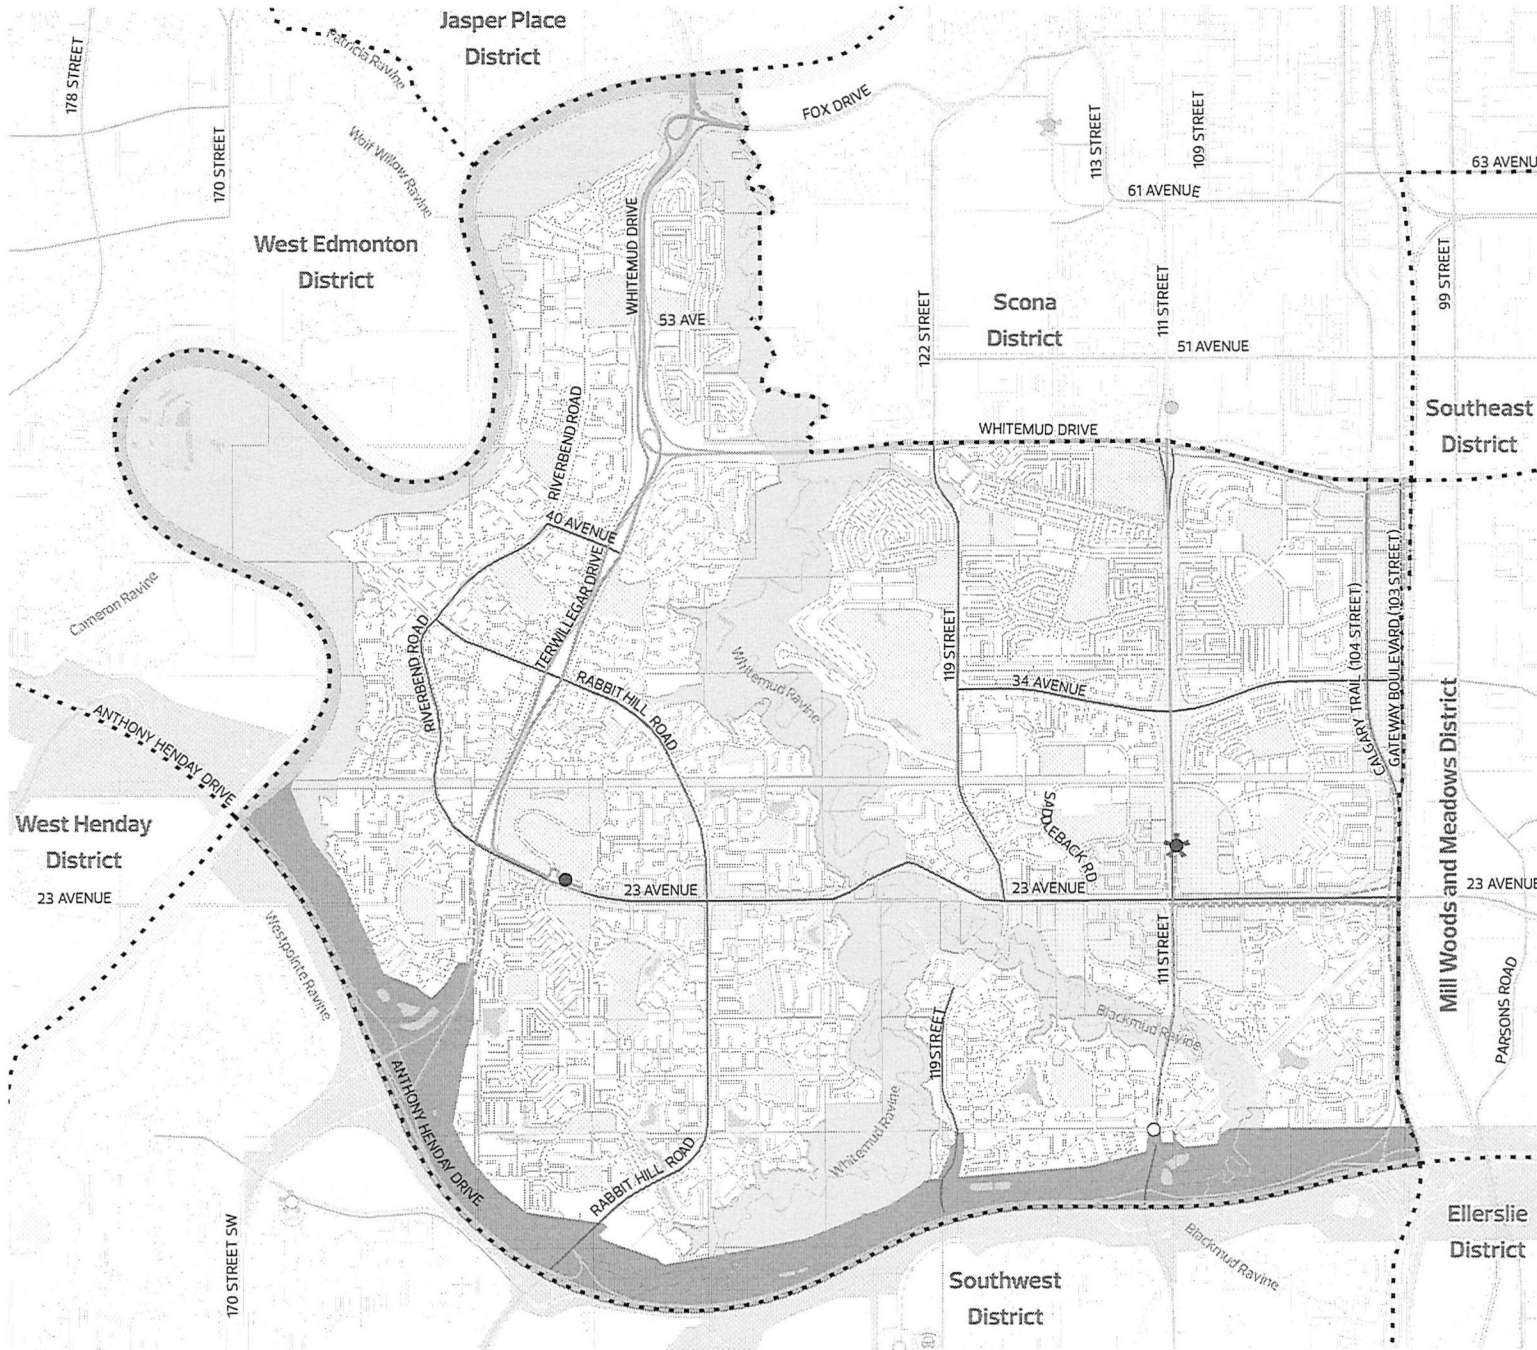 Jasper Place
District
178 STREET
Patricia Ravine
FOX DRIVE
170 STREET
Wolf Willow Ravine
113 STREET
109 STREET
63 AVENU
61 AVENUE
WHITEMUD DRIVE
West Edmonton
District
99 STREET
111 STREET
122 STREET
Scona
District
53 AVE
51 AVENUE
RIVERBEND ROAD
Southeast
District
WHITEMUD DRIVE
40 AVENUE
TERWILLEGAR DRIVE
CALGARY TRAIL (104 STREET)
GATEWAY BOULEVARD (103 STREET)
Cameron Ravine
RIVERBEND ROAD
119 STREET
Whitemud Ravine
RABBIT HILL ROAD
34 AVENUE
Mill Woods and Meadows District
ANTHONY HENDAY DRIVE
West Henday
District
SADDLEBACK RD
23 AVENUE
23 AVENUE
23 AVENUE
23 AVENUE
Westpointe Ravine
111 STREET
PARSONS ROAD
119 STREET
Blackmud Ravine
ANTHONY HENDAY DRIVE
Whitemud Ravine
RABBIT HILL ROAD
170 STREET SW
Blackmud Ravine
Ellerslie
District
Southwest
District